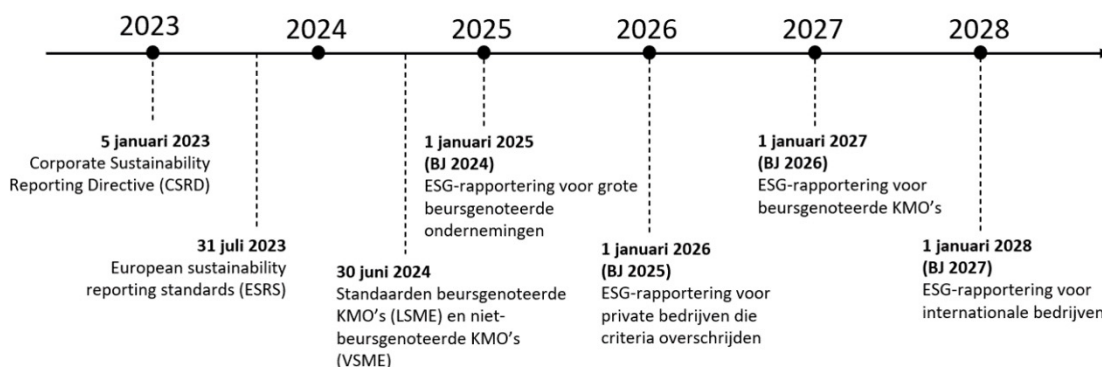 2023
2024
2025
2026
2027
2028
5 januari 2023
Corporate Sustainability
Reporting Directive (CSRD)
31 juli 2023
European sustainability
reporting standards (ESRS)
30 juni 2024
Standaarden beursgenoteerde
KMO's (LSME) en niet-
beursgenoteerde KMO's
(VSME)
1 januari 2025
(BJ 2024)
ESG-rapportering voor grote
beursgenoteerde
ondernemingen
1 januari 2026
(BJ 2025)
ESG-rapportering voor
private bedrijven die
criteria overschrijden
1 januari 2027
(BJ 2026)
ESG-rapportering voor
beursgenoteerde KMO's
1 januari 2028
(BJ 2027)
ESG-rapportering voor
internationale bedrijven